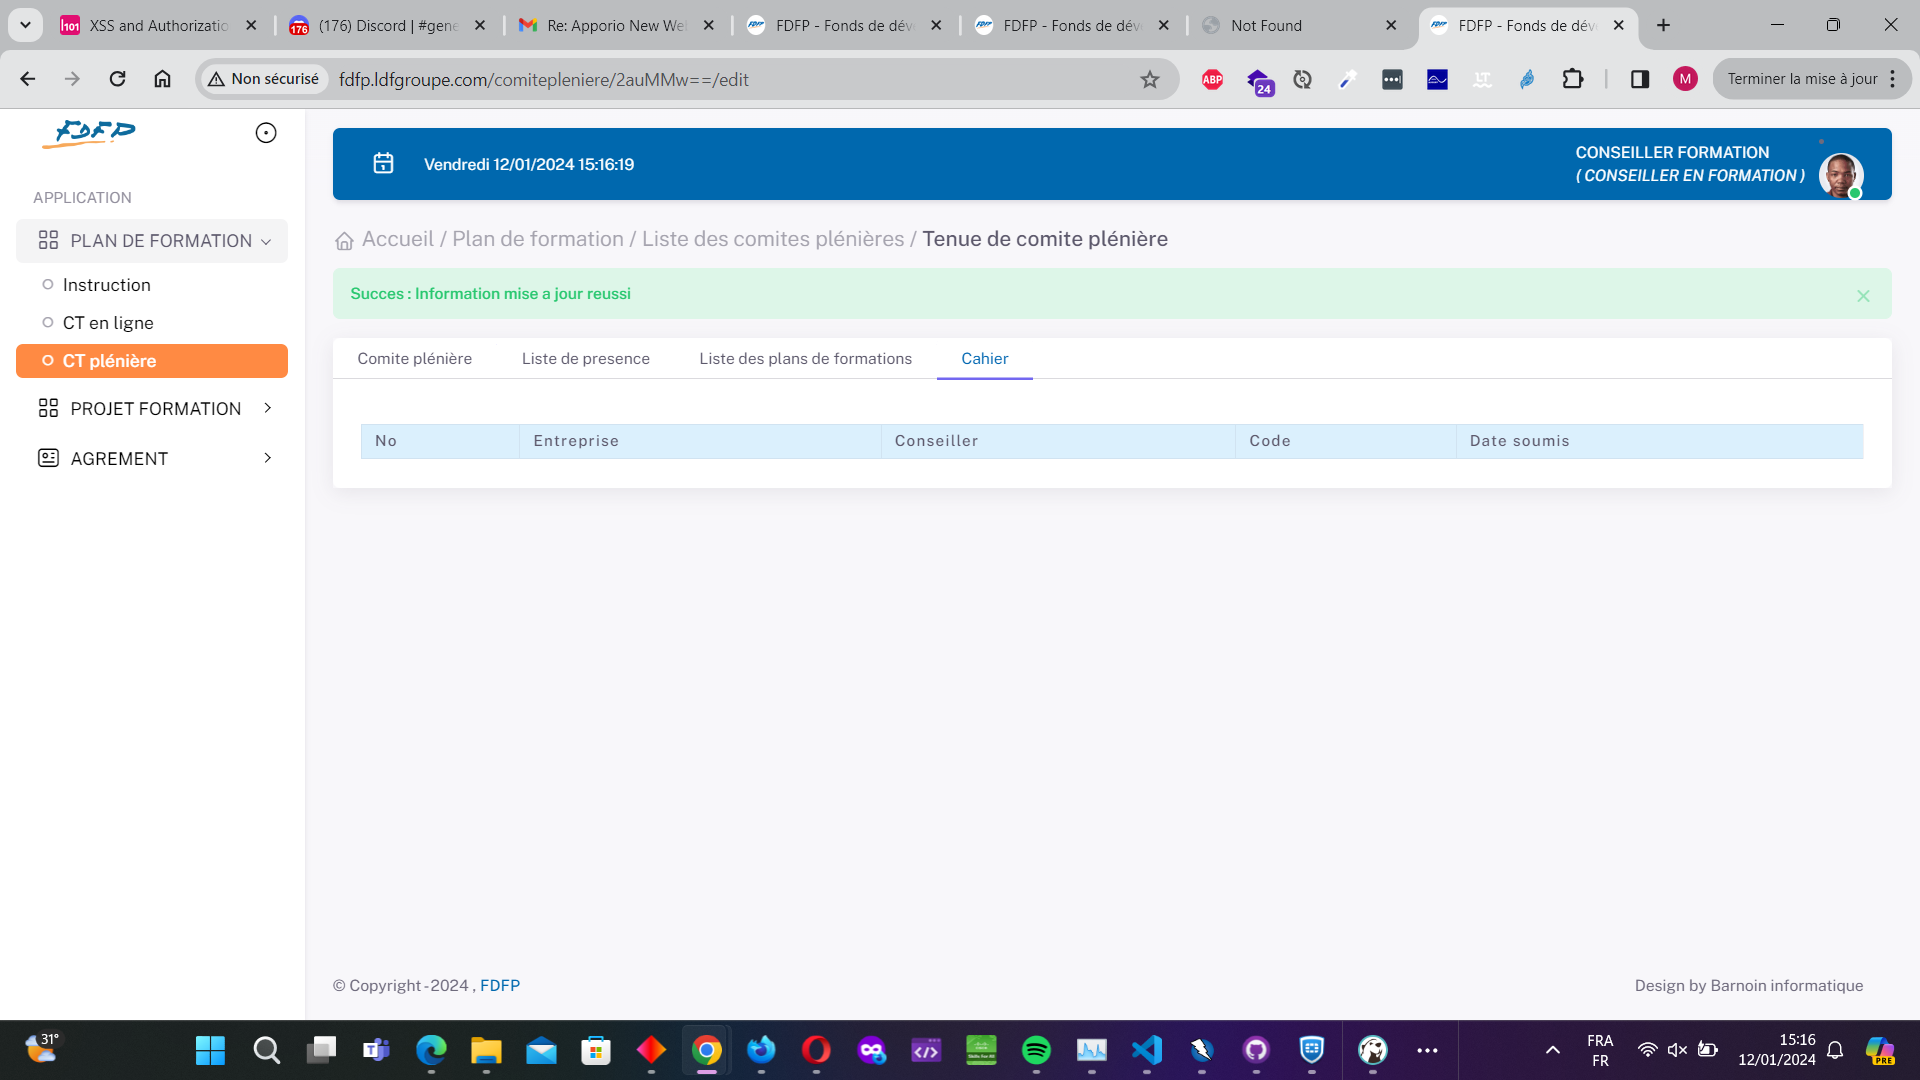 XSS and Authorizatio
(176) Discord | #gene
Re: Apporio New We
FDFP - Fonds de dév
FDFP - Fonds de dév
Not Found
FDFP - Fonds de dév
Non sécurisé
fdfp.ldfgroupe.com/comitepleniere/2auMMw==/edit
ABP
24
M
Terminer la mise à jour
FDFP
Vendredi 12/01/2024 15:16:19
CONSEILLER FORMATION
( CONSEILLER EN FORMATION )
APPLICATION
PLAN DE FORMATION
Instruction
CT en ligne
CT plénière
PROJET FORMATION
AGREMENT
Accueil / Plan de formation / Liste des comites plénières / Tenue de comite plénière
Succes : Information mise a jour reussi
Comite plénière
Liste de presence
Liste des plans de formations
Cahier
No
Entreprise
Conseiller
Code
Date soumis
© Copyright - 2024 , FDFP
Design by Barnoin informatique
31°
FRA
FR
15:16
12/01/2024
PRE